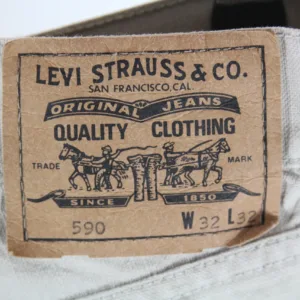 LEVI STRAUSS & CO.
SAN FRANCISCO, CAL.
ORIGINAL JEANS
QUALITY CLOTHING
TRADE MARK
SINCE 1850
590 W 32 L 32